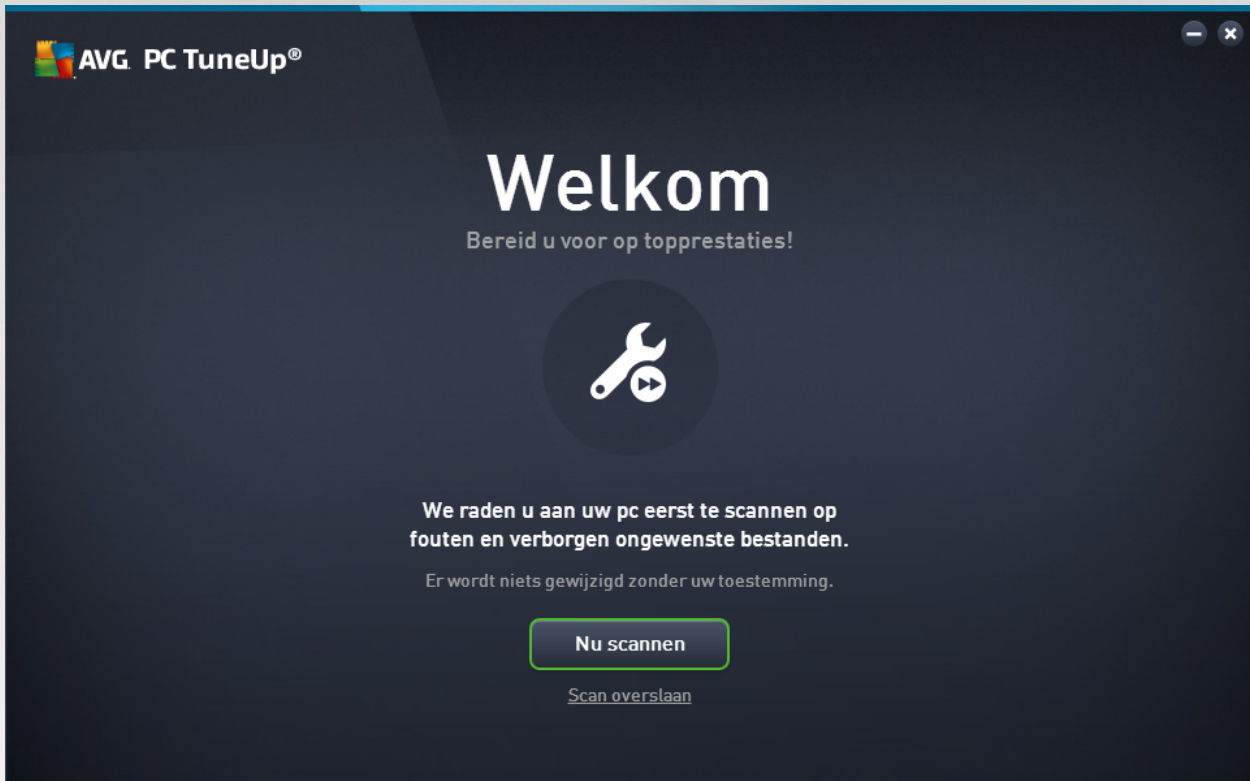 AVG. PC TuneUp®
Welkom
Bereid u voor op topprestaties!
We raden u aan uw pc eerst te scannen op
fouten en verborgen ongewenste bestanden.
Er wordt niets gewijzigd zonder uw toestemming.
Nu scannen
Scan overslaan